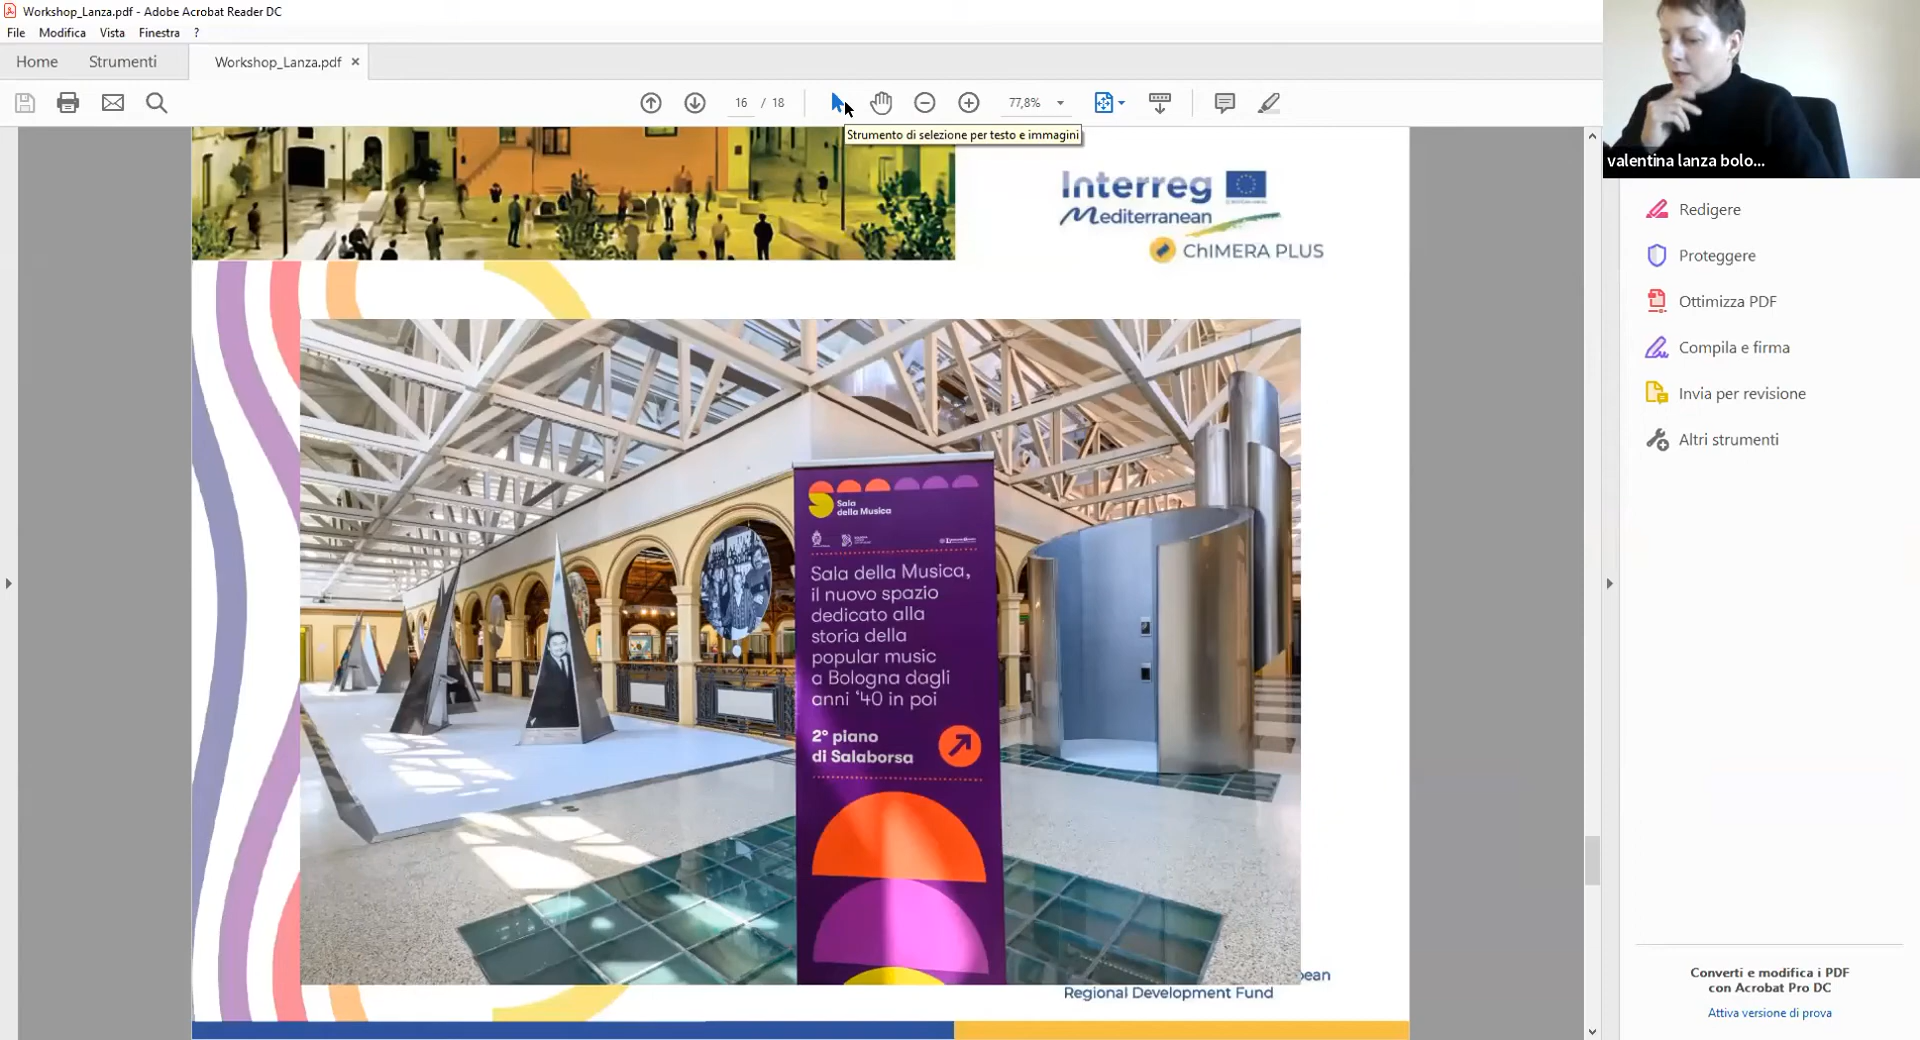 Workshop_Lanza.pdf - Adobe Acrobat Reader DC
File Modifica Vista Finestra ?
Home Strumenti Workshop_Lanza.pdf ×
16 / 18 77,8%
Strumento di selezione per testo e immagini
valentina lanza bolo...
Interreg
Mediterranean
ChIMERA PLUS
Redigere
Proteggere
Ottimizza PDF
Compila e firma
Invia per revisione
Altri strumenti
Sala
della Musica
Sala della Musica,
il nuovo spazio
dedicato alla
storia della
popular music
a Bologna dagli
anni ‘40 in poi
2° piano
di Salaborsa
ean
Regional Development Fund
Converti e modifica i PDF
con Acrobat Pro DC
Attiva versione di prova